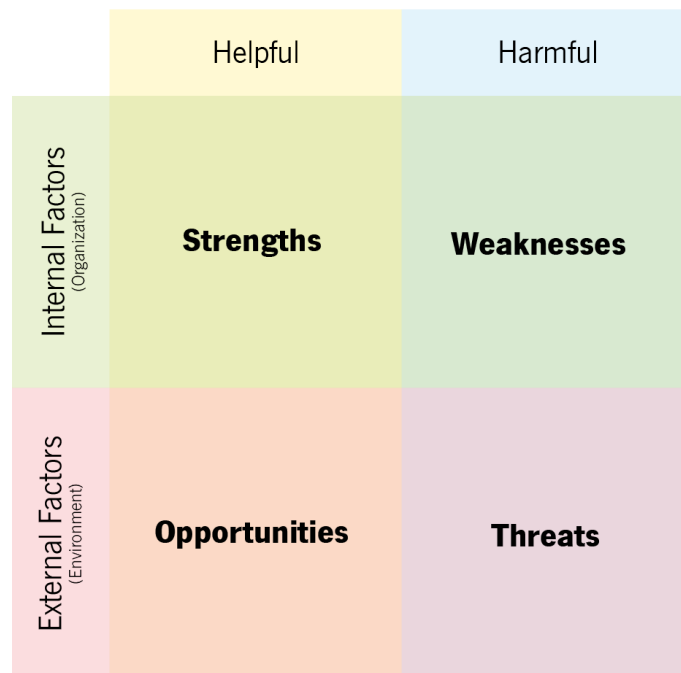 Helpful
Harmful
Internal Factors
(Organization)
Strengths
Weaknesses
External Factors
(Environment)
Opportunities
Threats